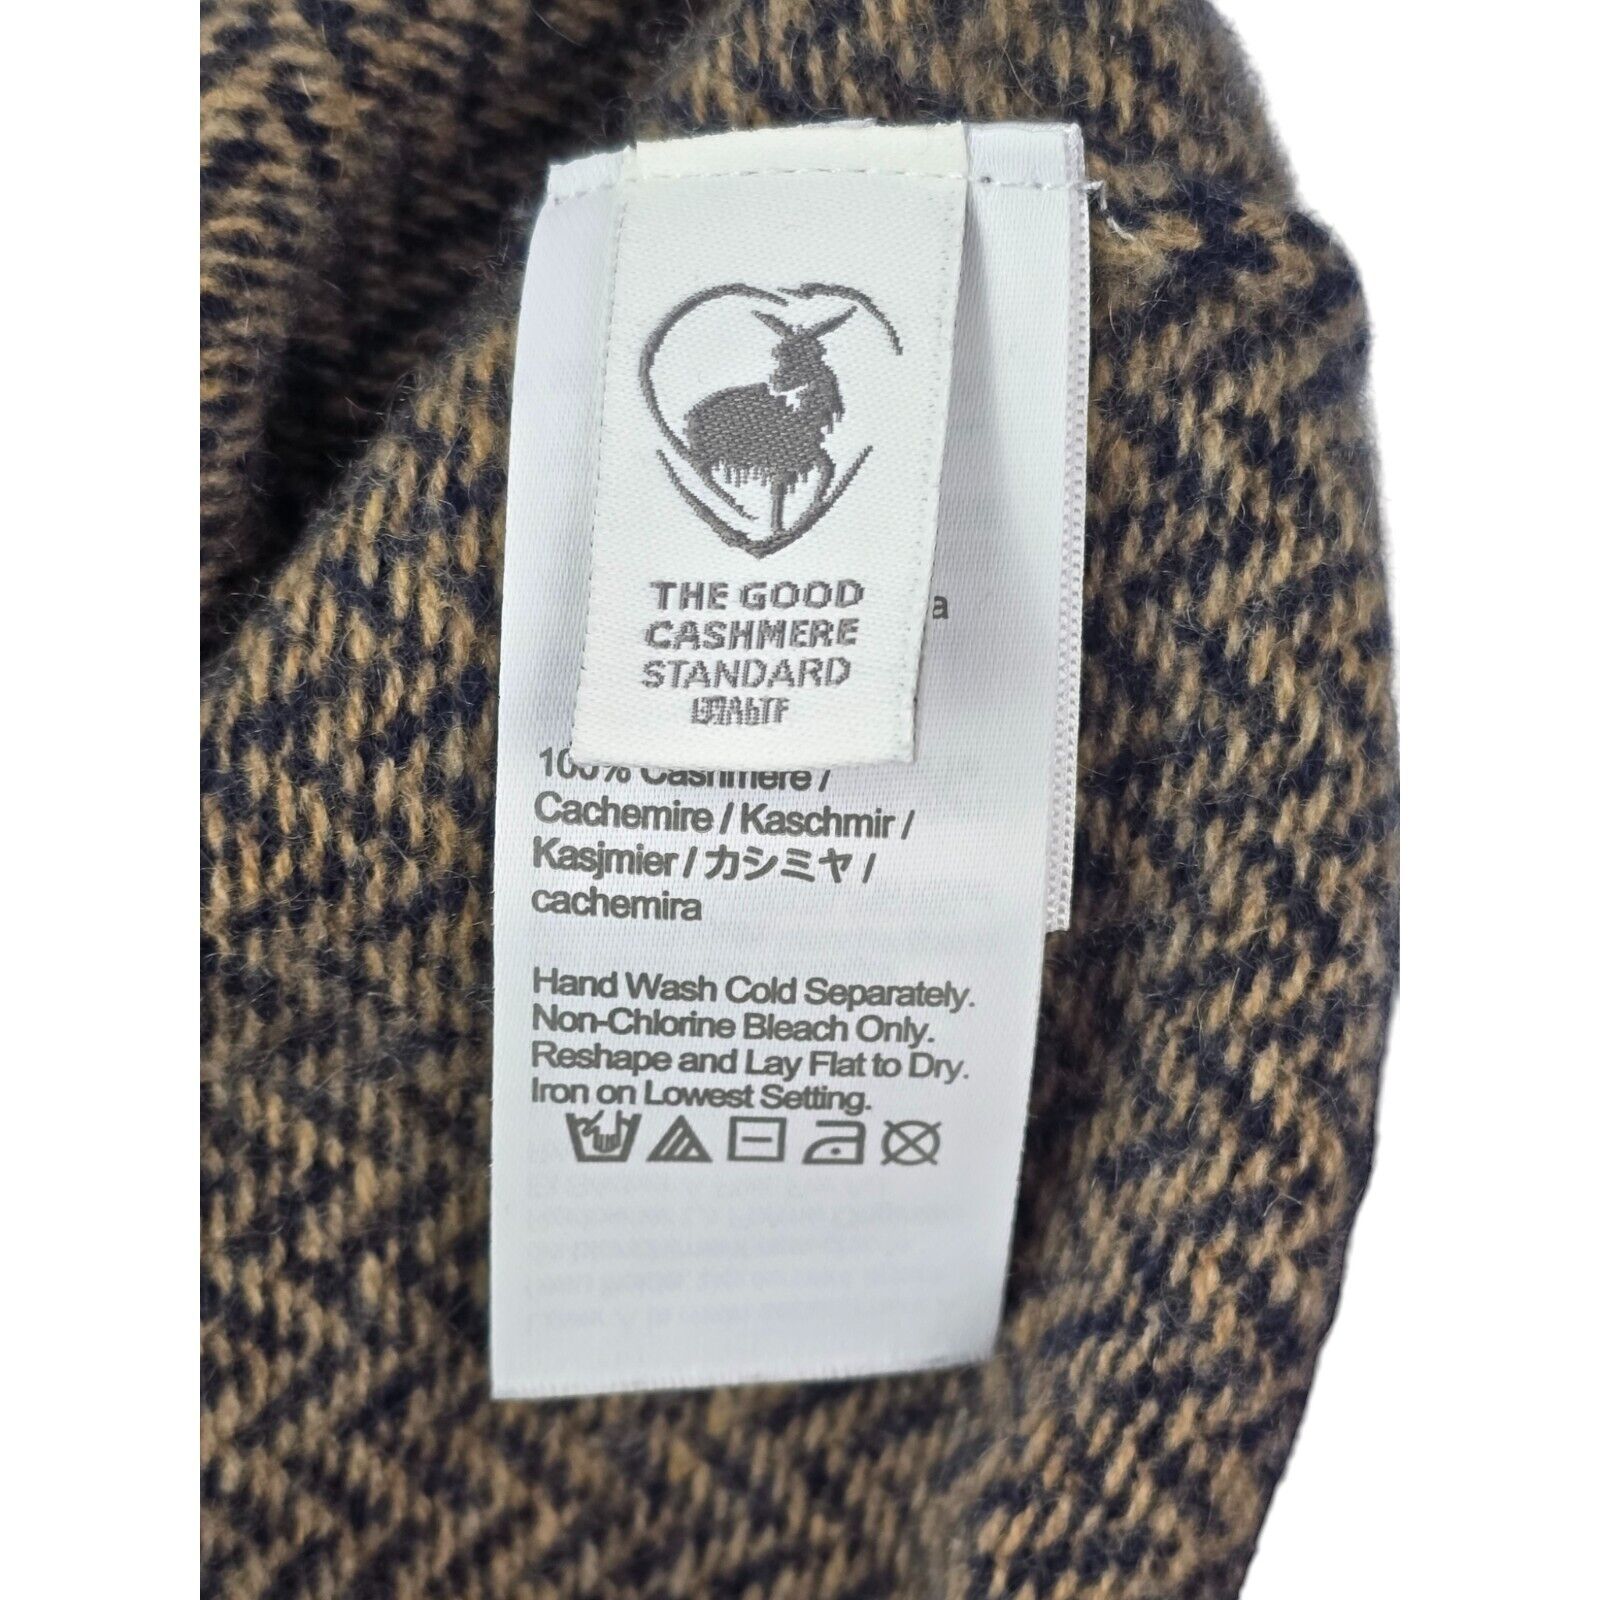 THE GOOD
CASHMERE
STANDARD
a
100% Cashmere /
Cachemire / Kaschmir /
Kasjmier / カシミヤ /
cachemira
Hand Wash Cold Separately.
Non-Chlorine Bleach Only.
Reshape and Lay Flat to Dry.
Iron on Lowest Setting.